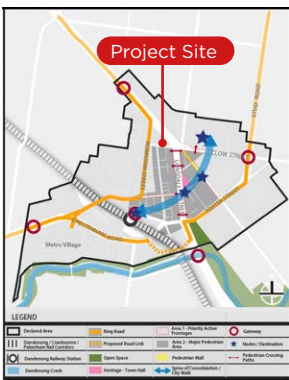 Project Site
STUD ROAD
CLOW STREET
Metro Village
LEGEND
Declared Area
Ring Road
Area 1 - Priority Active Frontages
Gateway
Dandenong / Cranbourne / Pakenham Rail Corridors
Proposed Road Link
Area 2 - Major Pedestrian Area
Nodes / Destination
Dandenong Railway Station
Open Space
Pedestrian Mall
Pedestrian Crossing Paths
Dandenong Creek
Heritage - Town Hall
Spine of Consolidation / City Walk